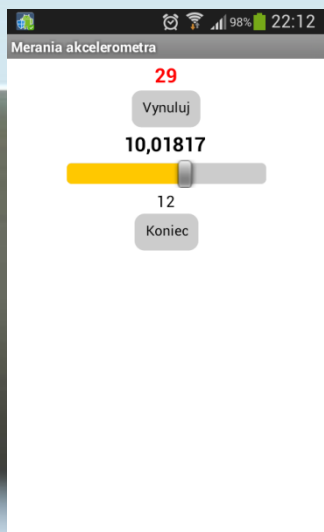 98% 22:12
Merania akcelerometra
29
Vynuluj
10,01817
12
Koniec